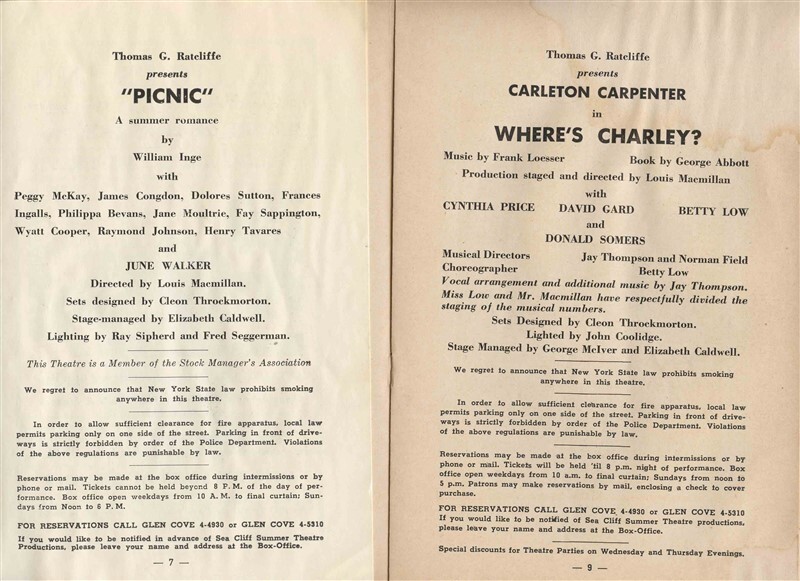 Thomas G. Ratcliffe
presents
"PICNIC"
A summer romance
by
William Inge
with
Peggy McKay, James Congdon, Dolores Sutton, Frances
Ingalls, Philippa Bevans, Jane Moultric, Fay Sappington,
Wyatt Cooper, Raymond Johnson, Henry Tavares
and
JUNE WALKER
Directed by Louis Macmillan.
Sets designed by Cleon Throckmorton.
Stage-managed by Elizabeth Caldwell.
Lighting by Ray Sipherd and Fred Seggerman.
This Theatre is a Member of the Stock Manager's Association
We regret to announce that New York State law prohibits smoking
anywhere in this theatre.
In order to allow sufficient clearance for fire apparatus, local law
permits parking only on one side of the street. Parking in front of drive-
ways is strictly forbidden by order of the Police Department. Violations
of the above regulations are punishable by law.
Reservations may be made at the box office during intermissions or by
phone or mail. Tickets cannot be held beyond 8 P. M. of the day of per-
formance. Box office open weekdays from 10 A. M. to final curtain; Sun-
days from Noon to 6 P. M.
FOR RESERVATIONS CALL GLEN COVE 4-4930 or GLEN COVE 4-5310
If you would like to be notified in advance of Sea Cliff Summer Theatre
Productions, please leave your name and address at the Box-Office.
— 7 —
Thomas G. Ratcliffe
presents
CARLETON CARPENTER
in
WHERE'S CHARLEY?
Music by Frank Loesser Book by George Abbott
Production staged and directed by Louis Macmillan
with
CYNTHIA PRICE DAVID GARD BETTY LOW
and
DONALD SOMERS
Musical Directors Jay Thompson and Norman Field
Choreographer Betty Low
Vocal arrangement and additional music by Jay Thompson.
Miss Low and Mr. Macmillan have respectfully divided the
staging of the musical numbers.
Sets Designed by Cleon Throckmorton.
Lighted by John Coolidge.
Stage Managed by George McIver and Elizabeth Caldwell.
We regret to announce that New York State law prohibits smoking
anywhere in this theatre.
In order to allow sufficient clearance for fire apparatus, local law
permits parking only on one side of the street. Parking in front of drive-
ways is strictly forbidden by order of the Police Department. Violations
of the above regulations are punishable by law.
Reservations may be made at the box office during intermissions or by
phone or mail. Tickets will be held 'til 8 p.m. night of performance. Box
office open weekdays from 10 a.m. to final curtain; Sundays from noon to
5 p.m. Patrons may make reservations by mail, enclosing a check to cover
purchase.
FOR RESERVATIONS CALL GLEN COVE 4-4930 or GLEN COVE 4-5310
If you would like to be notified of Sea Cliff Summer Theatre productions,
please leave your name and address at the Box-Office.
Special discounts for Theatre Parties on Wednesday and Thursday Evenings.
— 9 —